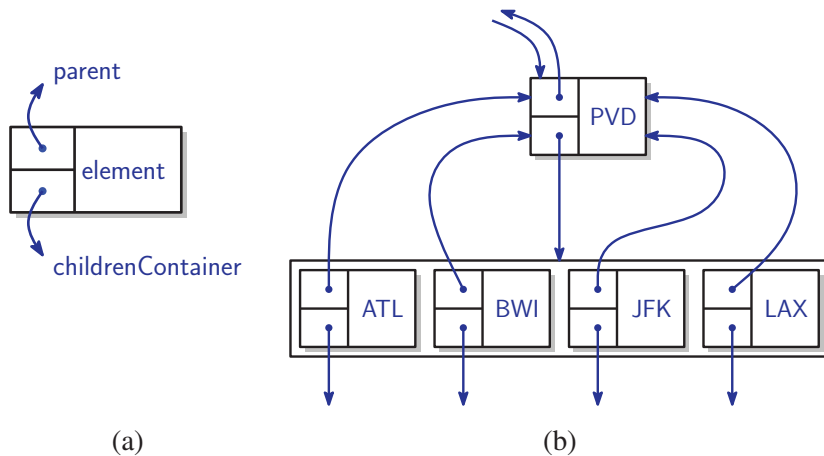 parent
element
childrenContainer
(a)
PVD
ATL
BWI
JFK
LAX
(b)